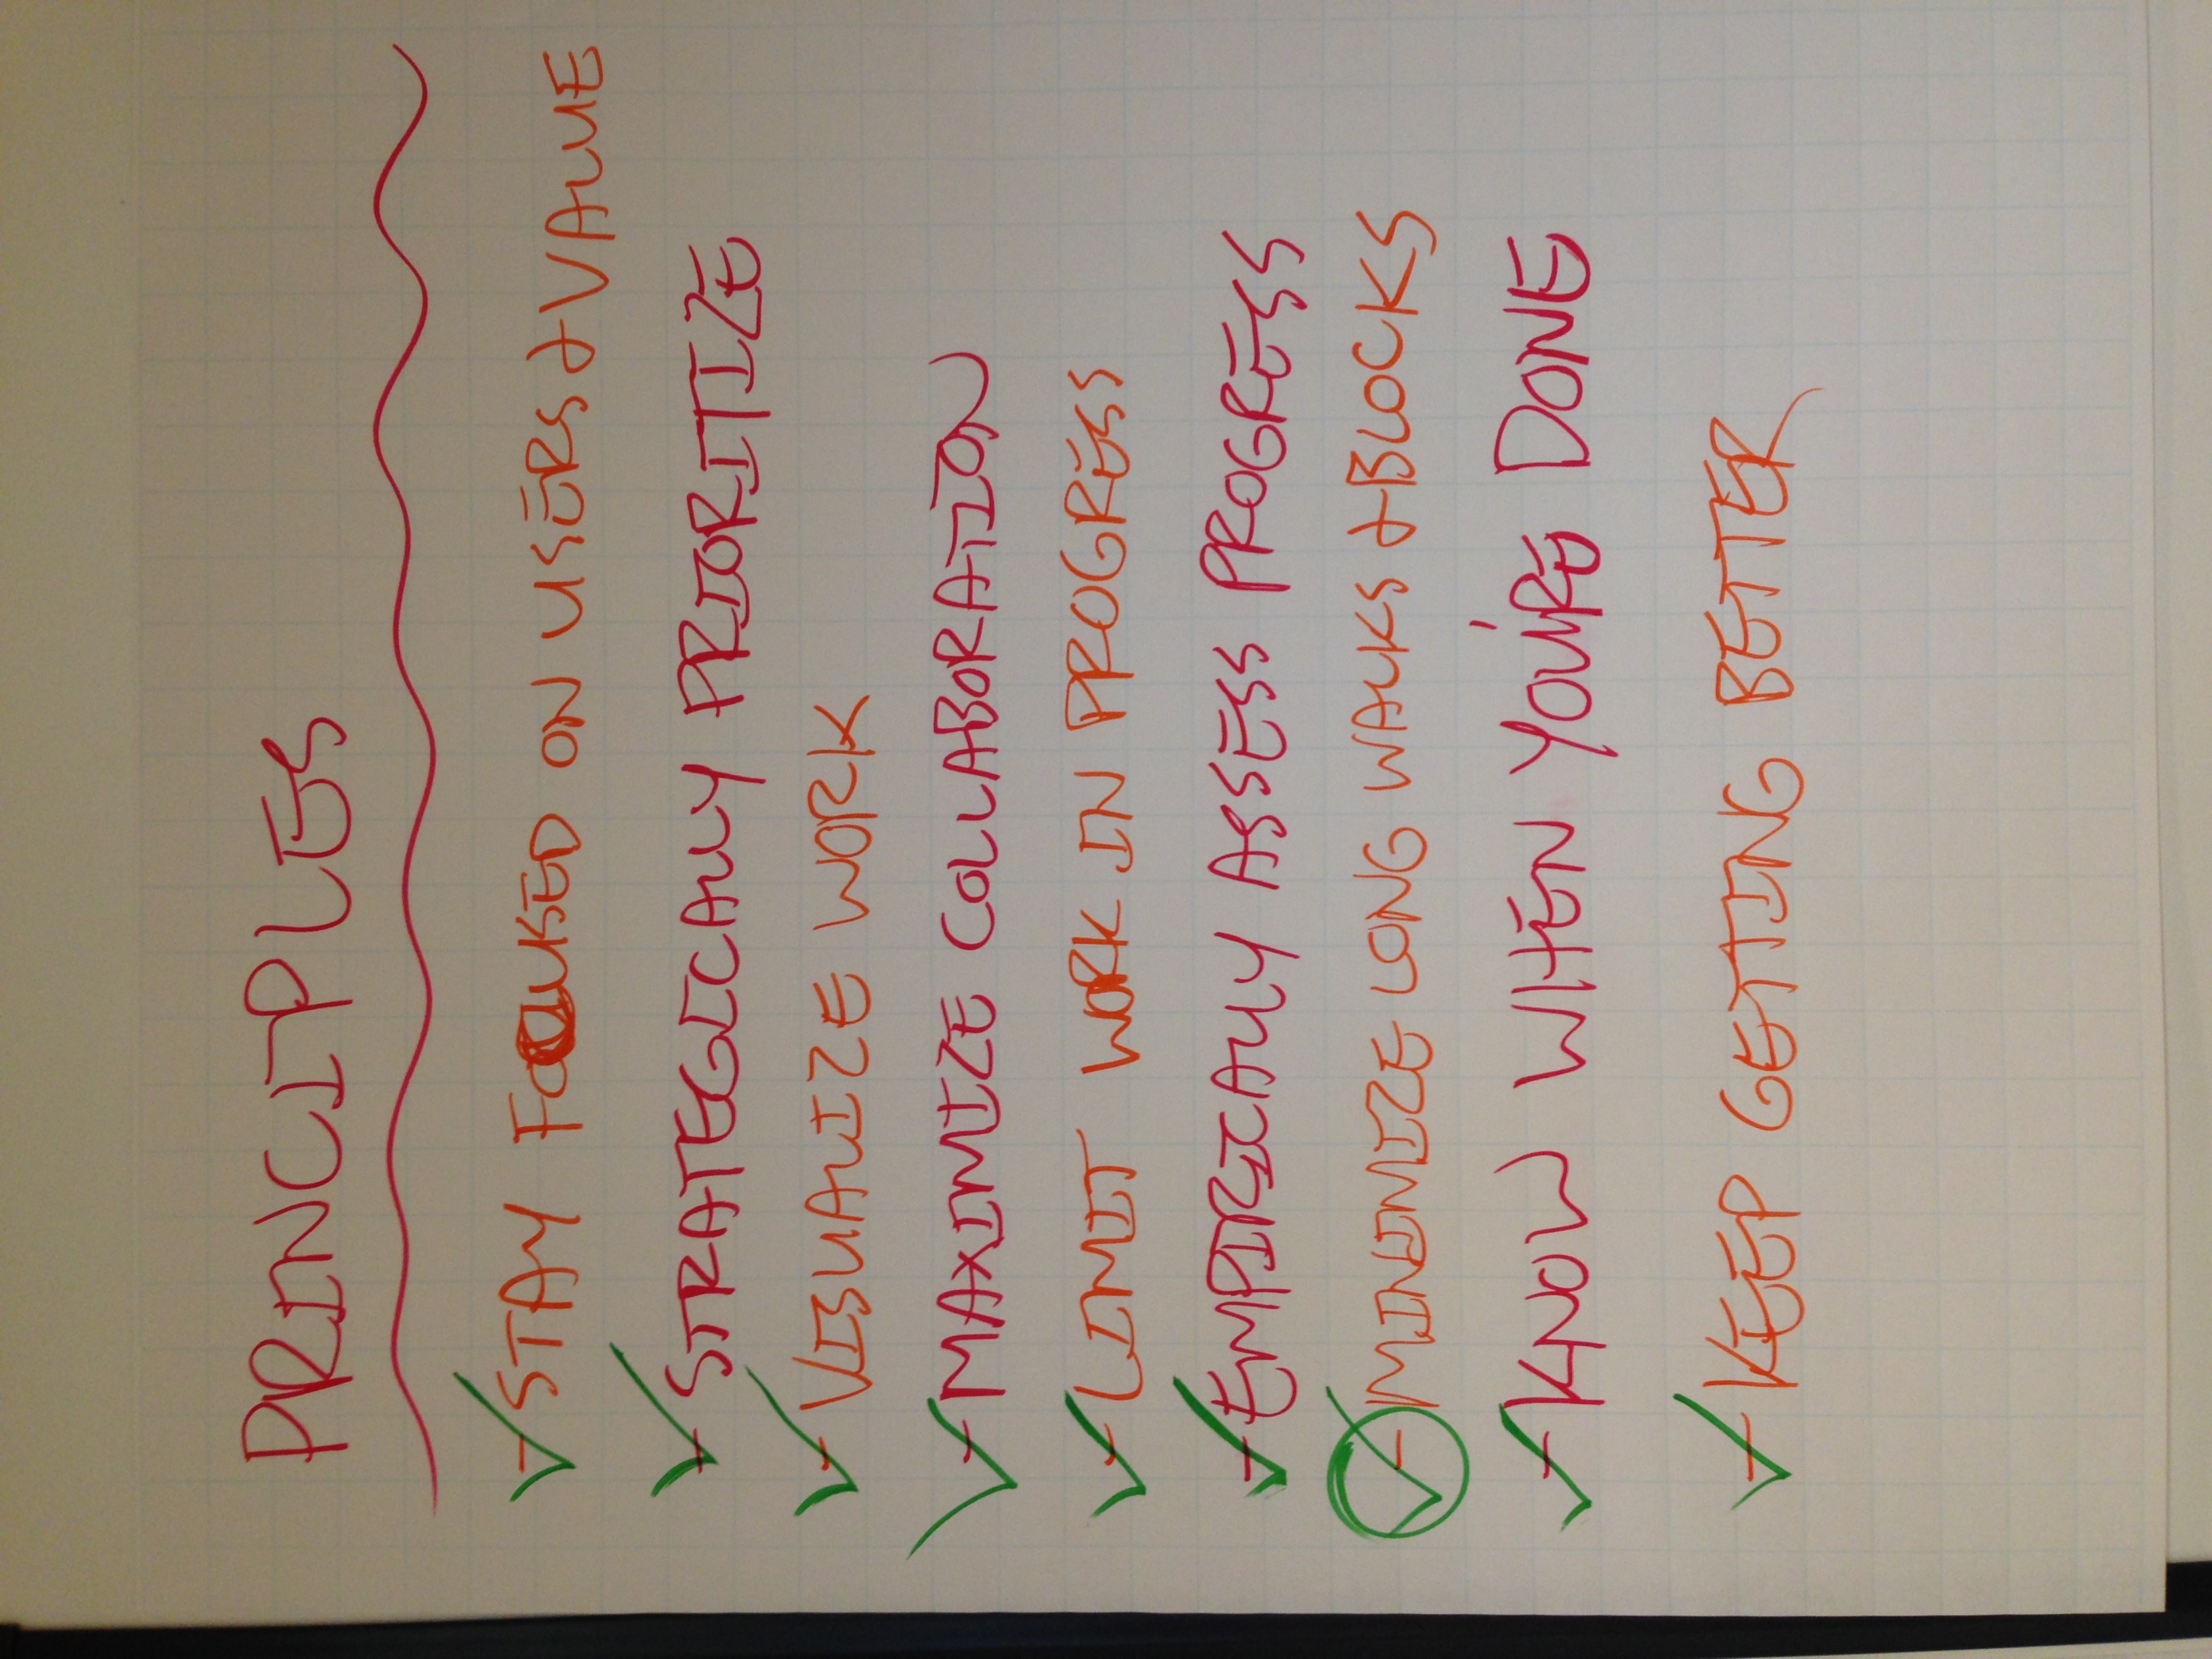 PRINCIPLES
- STAY FOCUSED ON USERS & VALUE
- STRATEGICALLY PRIORITIZE
- VISUALIZE WORK
- MAXIMIZE COLLABORATION
- LIMIT WORK IN PROGRESS
- EMPIRICALLY ASSESS PROGRESS
- MINIMIZE LONG WALKS & BLOCKS
- KNOW WHEN YOU'RE DONE
- KEEP GETTING BETTER